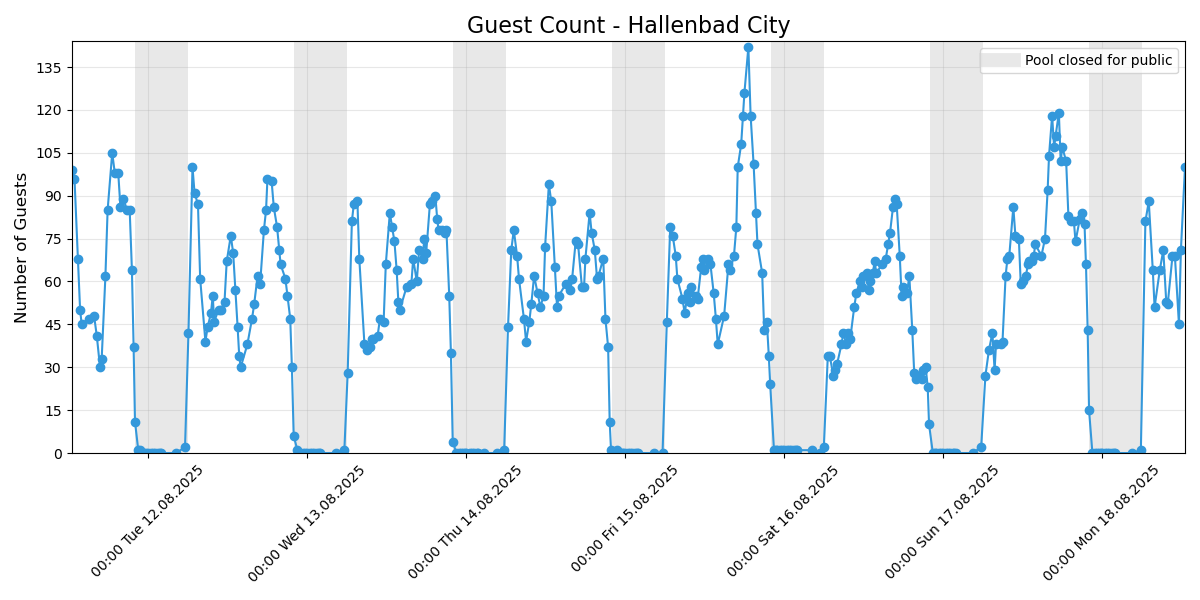 Guest Count - Hallenbad City
Pool closed for public
Number of Guests
135
120
105
90
75
60
45
30
15
0
00:00 Tue 12.08.2025
00:00 Wed 13.08.2025
00:00 Thu 14.08.2025
00:00 Fri 15.08.2025
00:00 Sat 16.08.2025
00:00 Sun 17.08.2025
00:00 Mon 18.08.2025